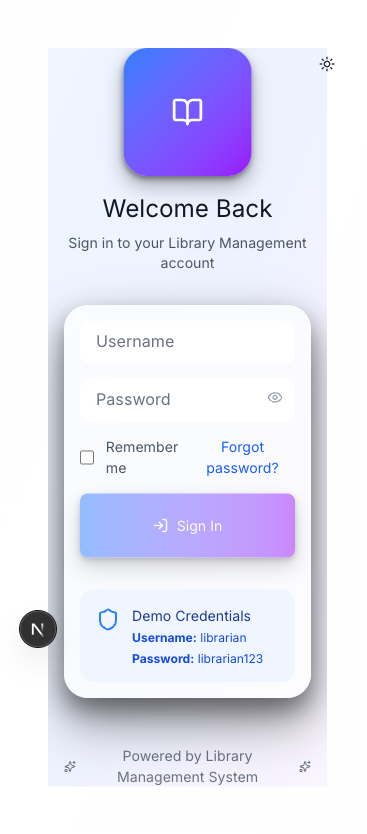 Welcome Back
Sign in to your Library Management
account
Username
Password
Remember
me
Forgot
password?
Sign In
Demo Credentials
Username: librarian
Password: librarian123
N
Powered by Library
Management System